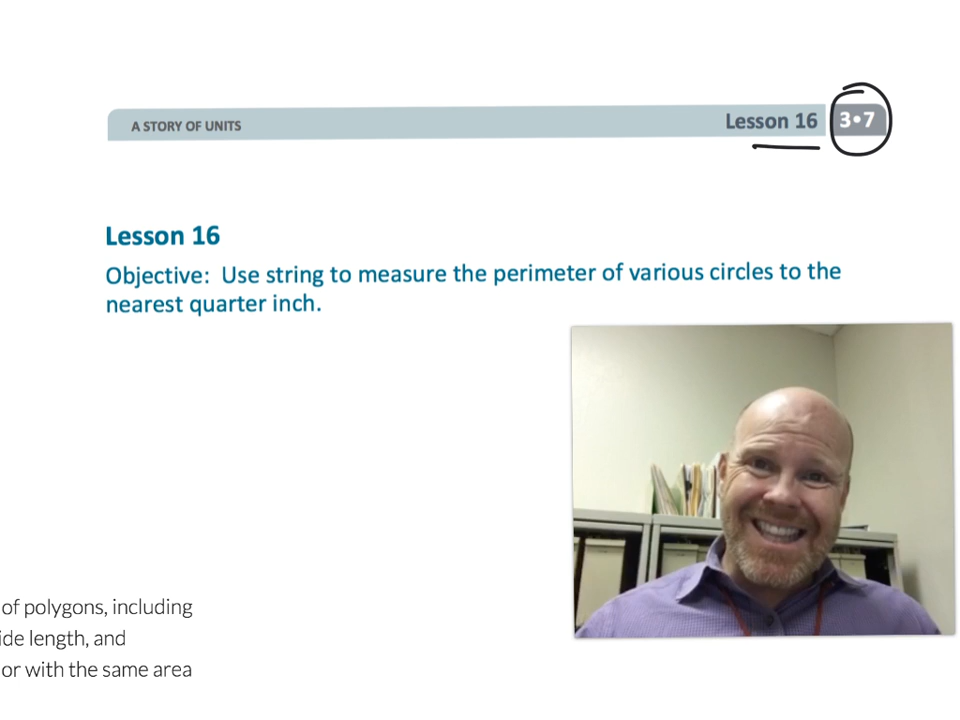 A STORY OF UNITS
Lesson 16
3•7
Lesson 16
Objective: Use string to measure the perimeter of various circles to the
nearest quarter inch.
of polygons, including
ide length, and
or with the same area